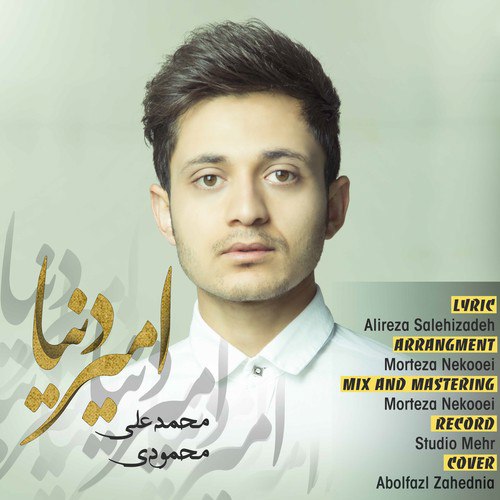 امیر دنیا
محمد علی
محمودی
LYRIC
Alireza Salehizadeh
ARRANGMENT
Morteza Nekooei
MIX AND MASTERING
Morteza Nekooei
RECORD
Studio Mehr
COVER
Abolfazl Zahednia